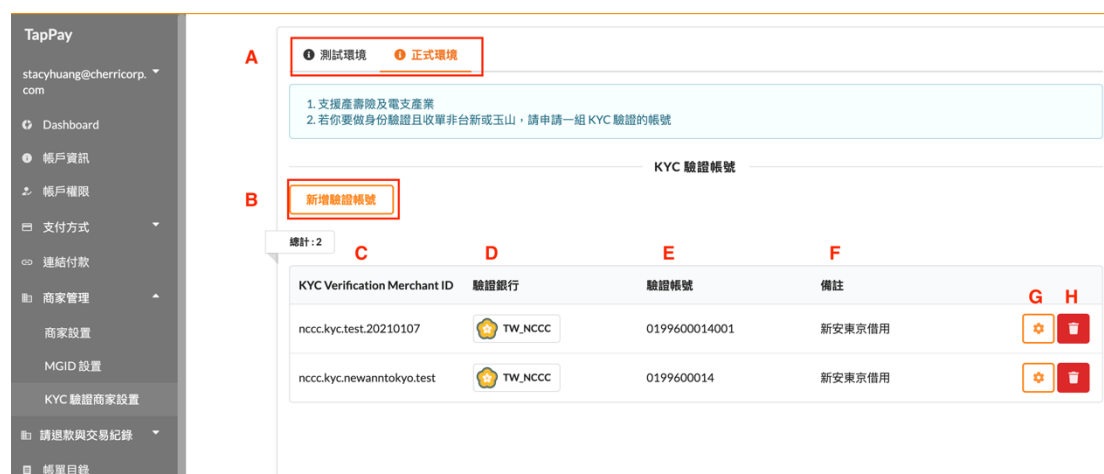 TapPay
stacyhuang@cherricorp.
com
Dashboard
帳戶資訊
帳戶權限
支付方式
連結付款
商家管理
商家設置
MGID 設置
KYC 驗證商家設置
請退款與交易紀錄
帳單目錄
A
測試環境 正式環境
1. 支援產壽險及電支產業
2. 若你要做身份驗證且收單非台新或玉山，請申請一組 KYC 驗證的帳號
KYC 驗證帳號
B
新增驗證帳號
總計 : 2
C D E F
G H
KYC Verification Merchant ID 驗證銀行 驗證帳號 備註
nccc.kyc.test.20210107 TW_NCCC 0199600014001 新安東京借用
nccc.kyc.newanntokyo.test TW_NCCC 0199600014 新安東京借用